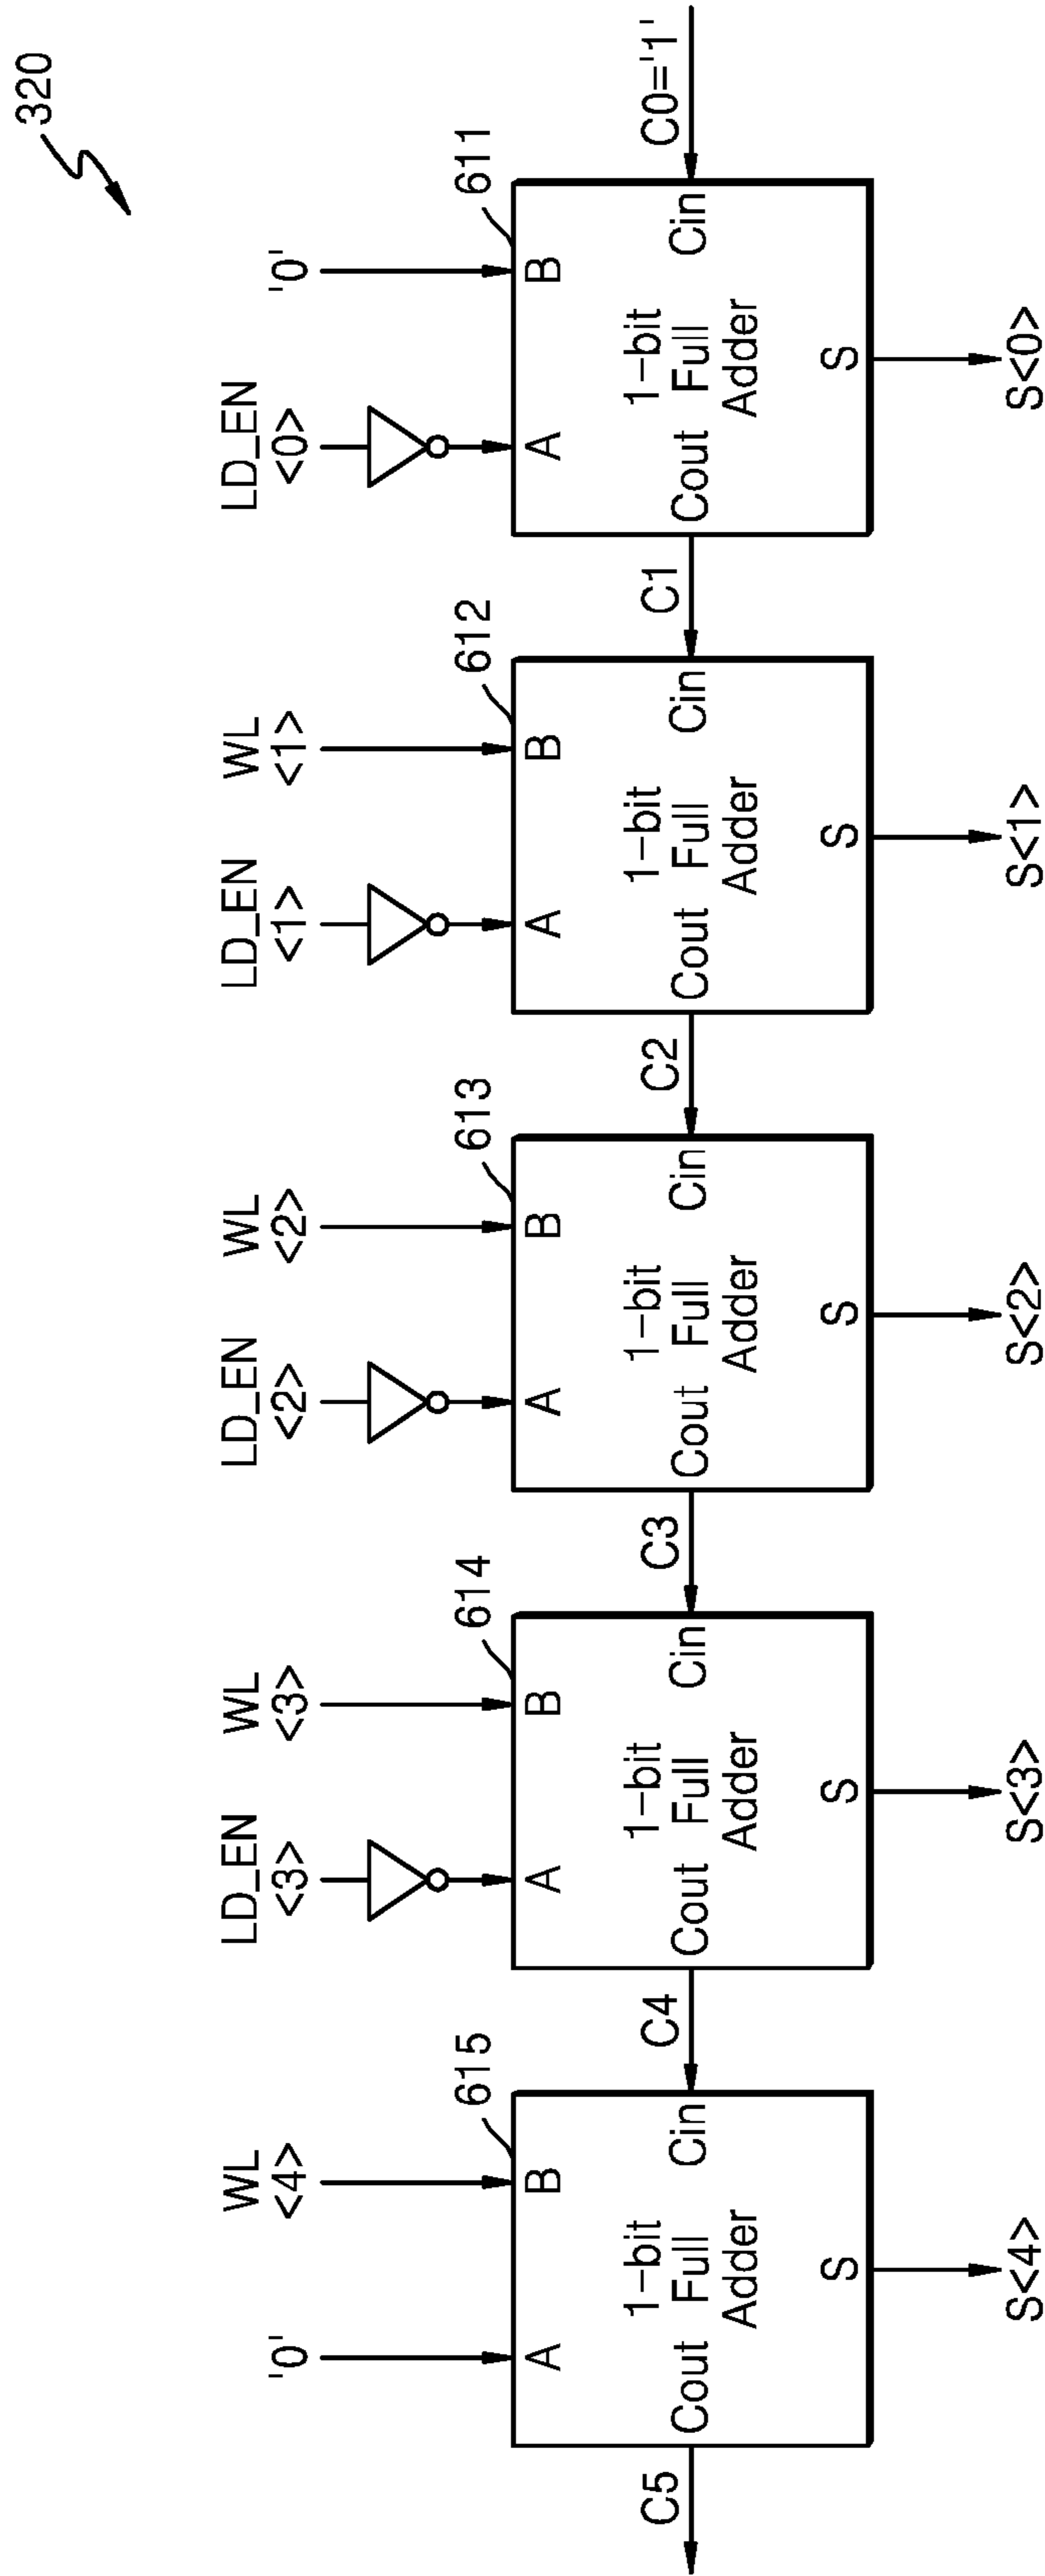 320
'0'
WL
<4>
LD_EN
<3>
WL
<3>
LD_EN
<2>
WL
<2>
LD_EN
<1>
WL
<1>
LD_EN
<0>
'0'
615
614
613
612
611
A
B
1-bit
Full
Adder
Cout
Cin
S
A
B
1-bit
Full
Adder
Cout
Cin
S
A
B
1-bit
Full
Adder
Cout
Cin
S
A
B
1-bit
Full
Adder
Cout
Cin
S
A
B
1-bit
Full
Adder
Cout
Cin
S
C5
C4
C3
C2
C1
C0='1'
S<4>
S<3>
S<2>
S<1>
S<0>